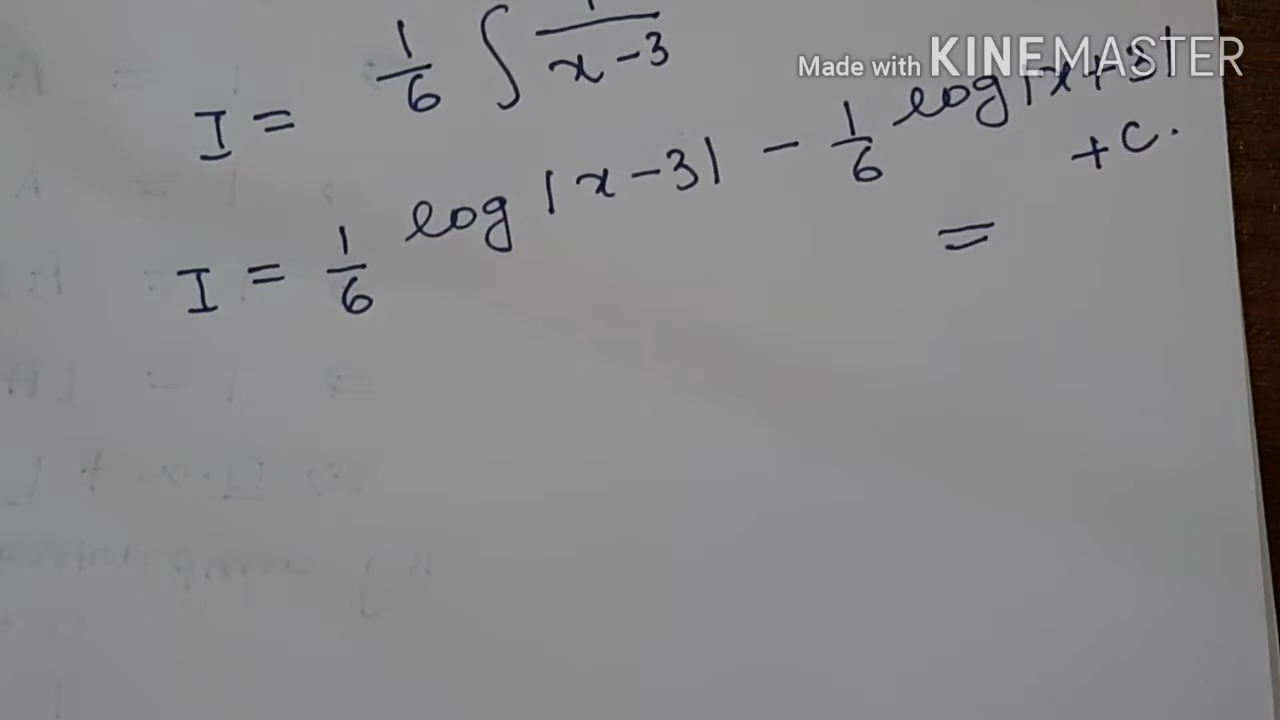 I = 1/6 ∫ 1/(x-3)
Made with KINEMASTER
I = 1/6 log |x-3| - 1/6 log |x+3| + C.
=